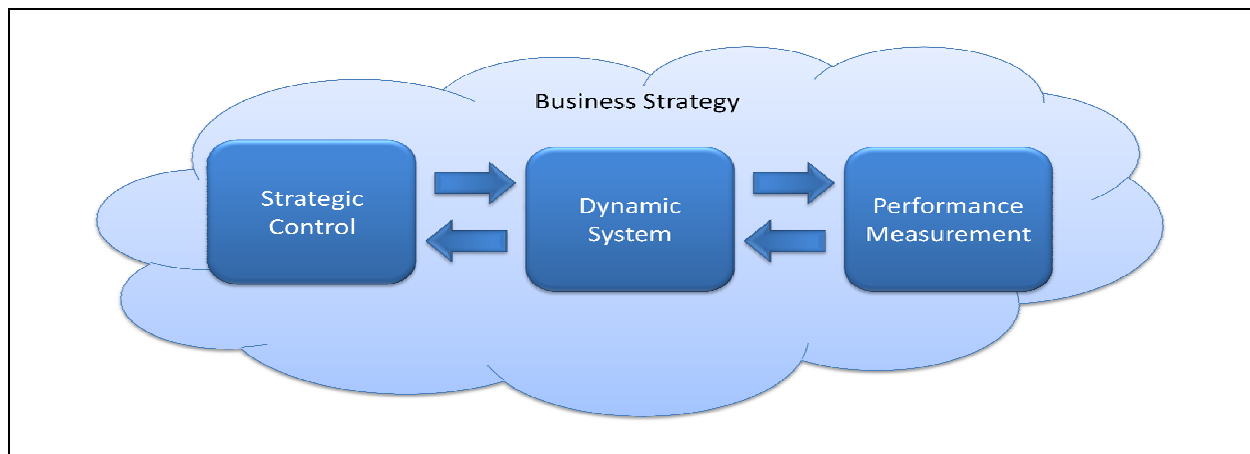 Business Strategy
Strategic
Control
Dynamic
System
Performance
Measurement